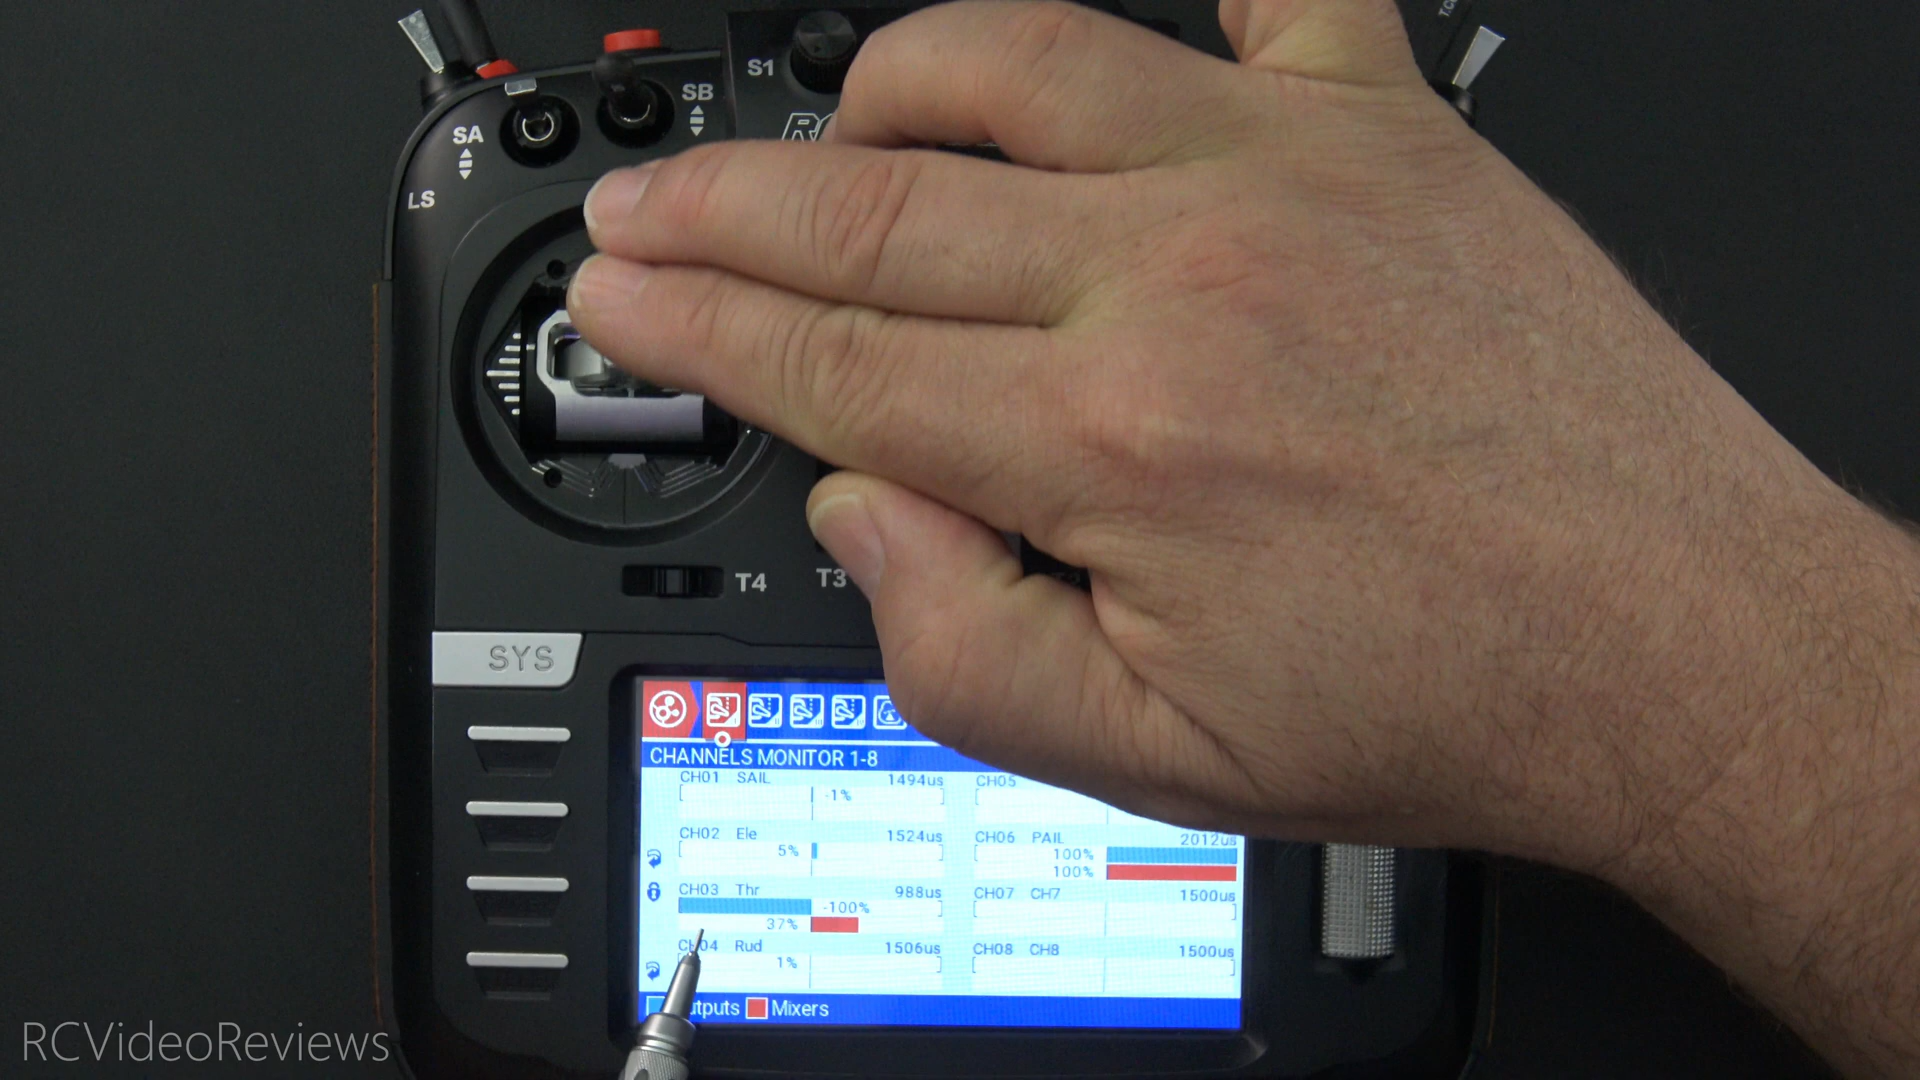 S1
SB
SA
LS
T4
T3
SYS
CHANNELS MONITOR 1-8
CH01 SAIL 1494us
-1%
CH05
CH02 Ele 1524us
5%
CH06 PAIL 2012us
100%
100%
CH03 Thr 988us
-100%
37%
CH07 CH7 1500us
CH04 Rud 1506us
1%
CH08 CH8 1500us
utputs Mixers
RCVideoReviews